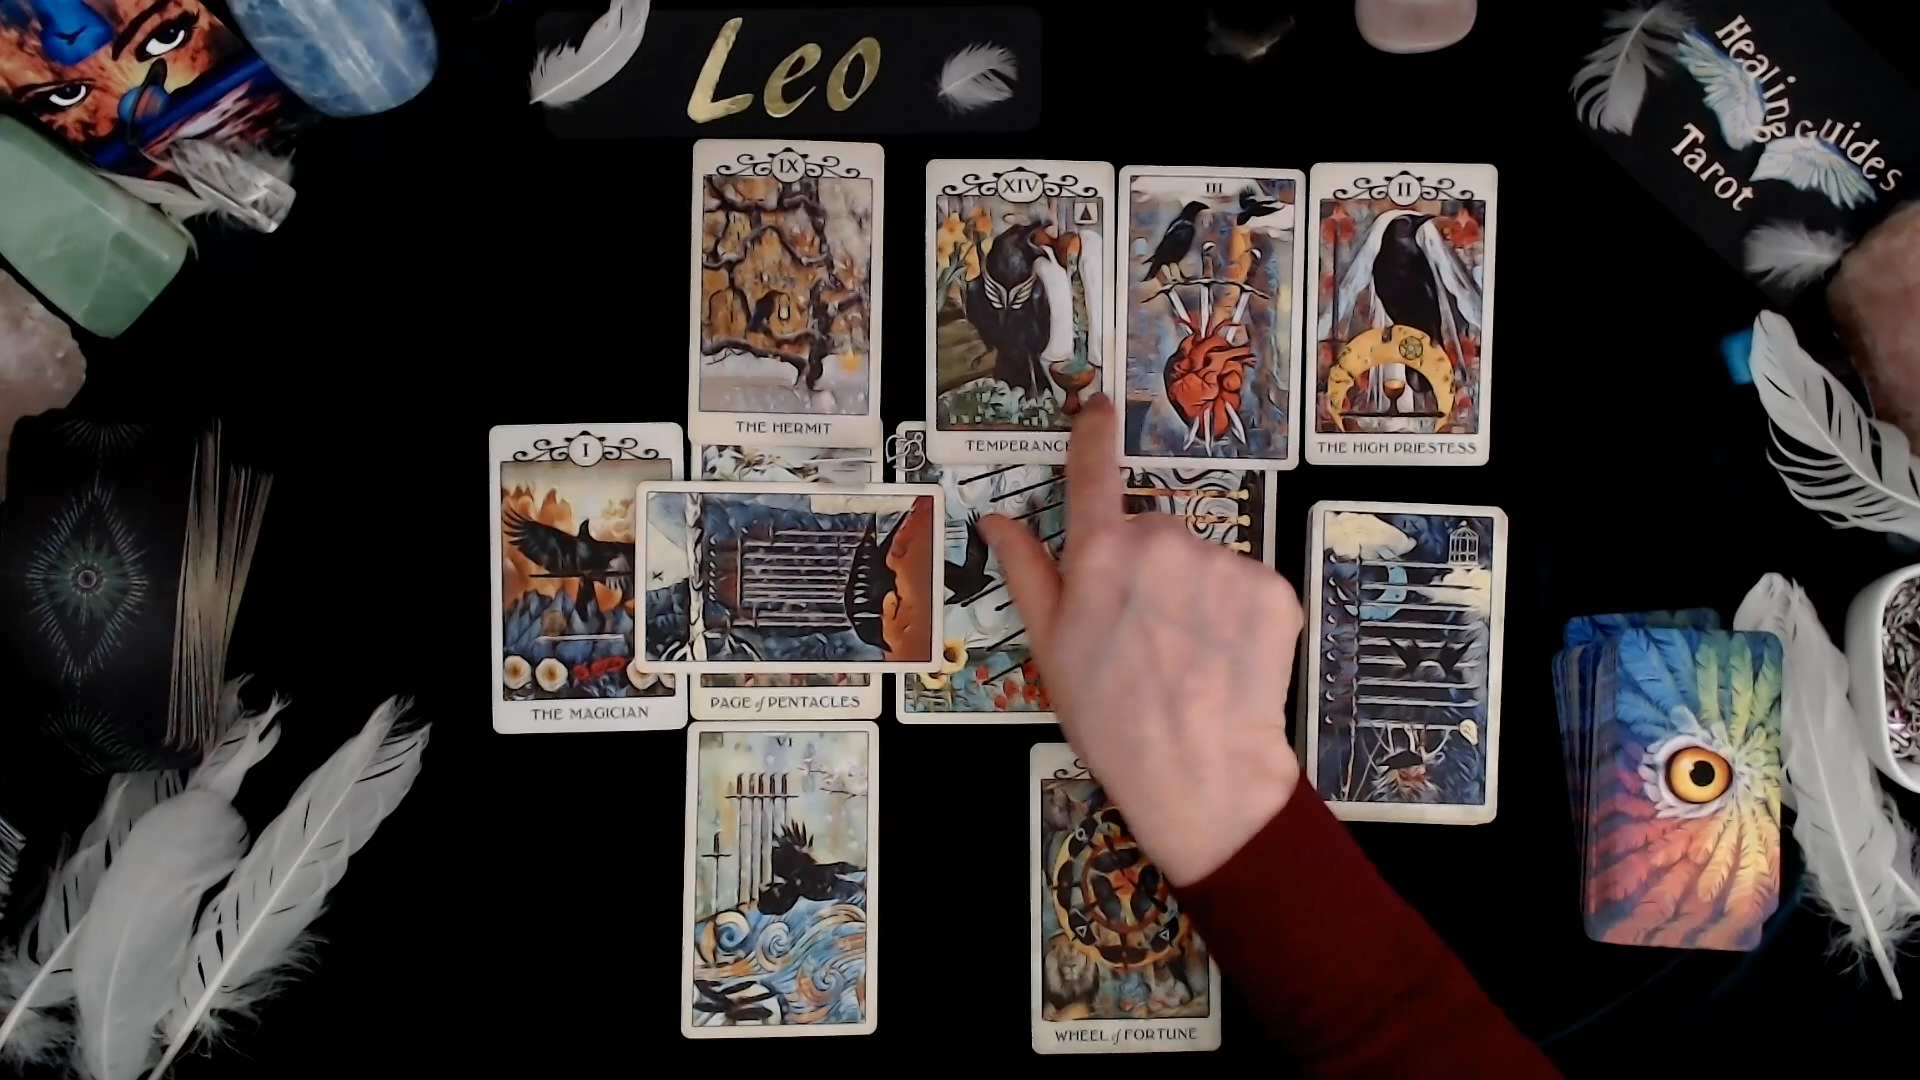 Leo
Healing Guides
Tarot
IX
THE HERMIT
XIV
TEMPERANCE
III
II
THE HIGH PRIESTESS
I
THE MAGICIAN
X
PAGE of PENTACLES
IX
VI
WHEEL of FORTUNE